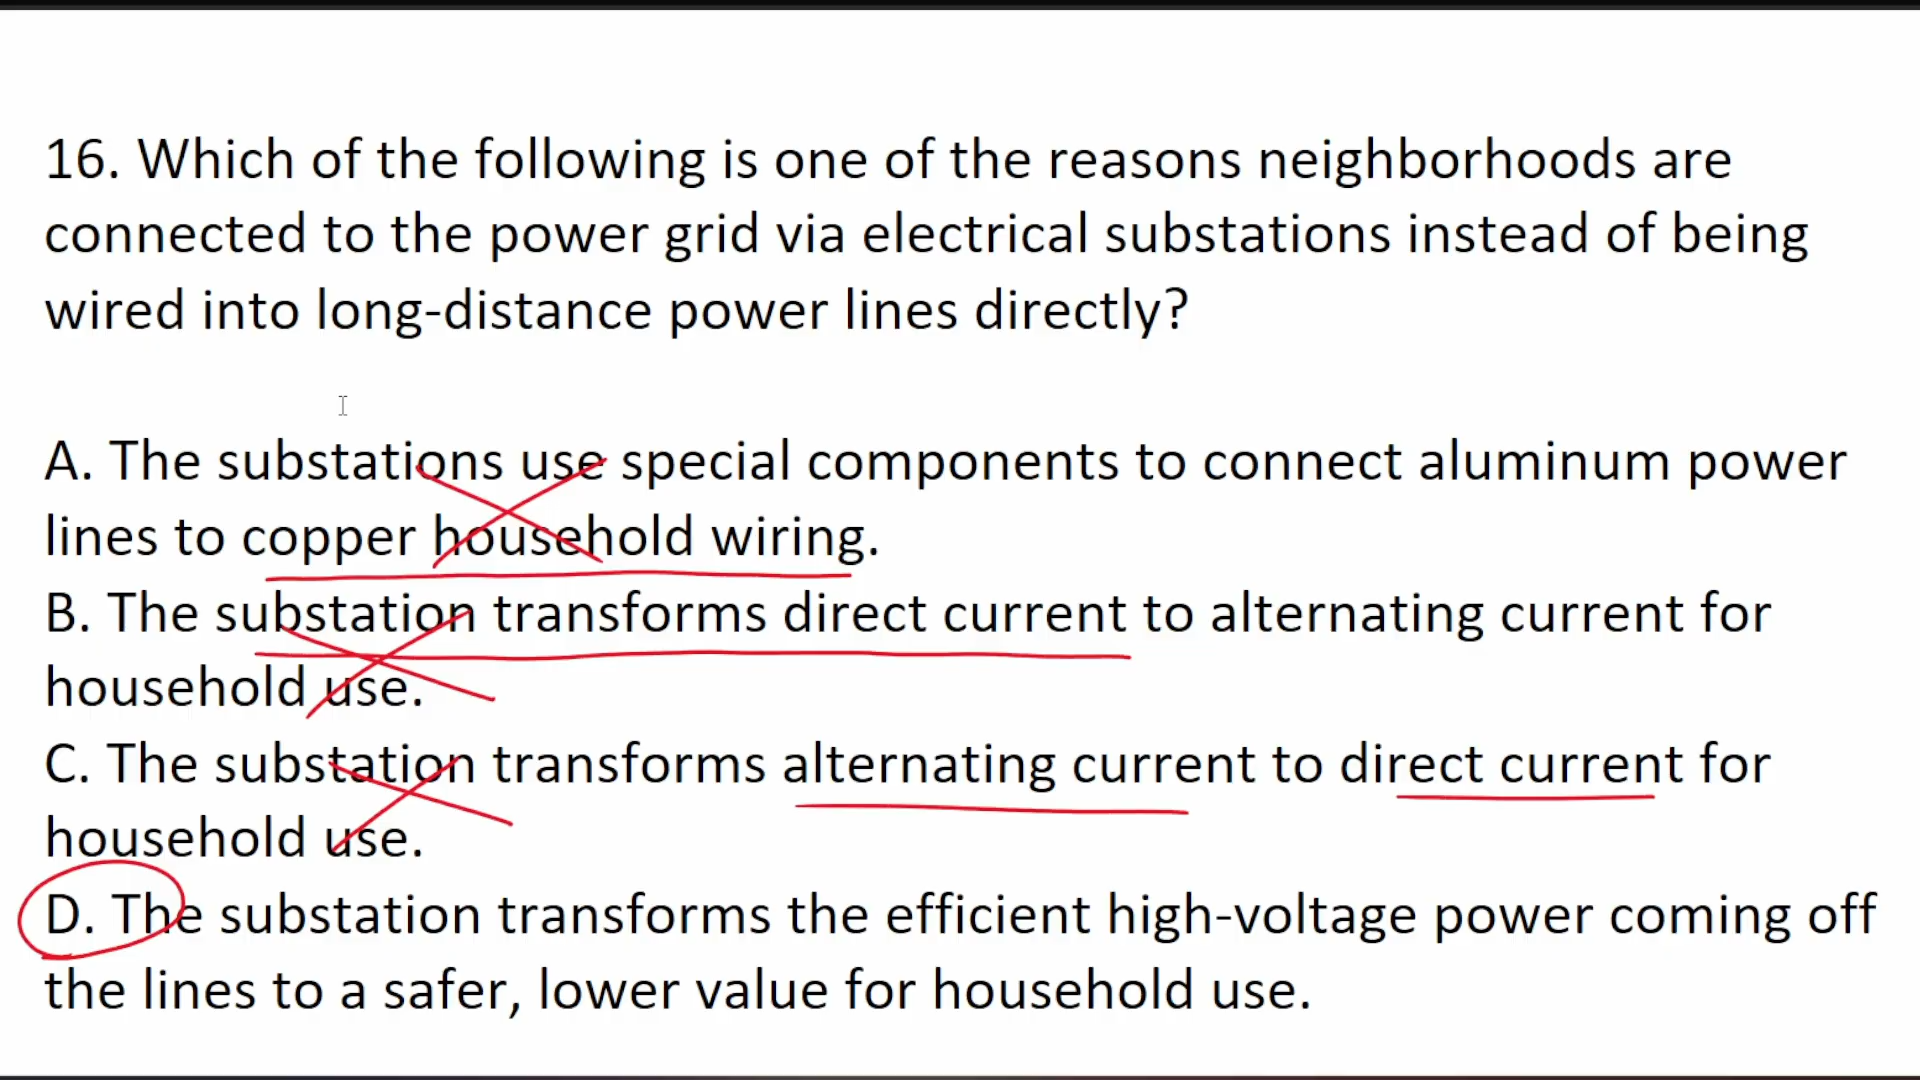 16. Which of the following is one of the reasons neighborhoods are
connected to the power grid via electrical substations instead of being
wired into long-distance power lines directly?
A. The substations use special components to connect aluminum power
lines to copper household wiring.
B. The substation transforms direct current to alternating current for
household use.
C. The substation transforms alternating current to direct current for
household use.
D. The substation transforms the efficient high-voltage power coming off
the lines to a safer, lower value for household use.